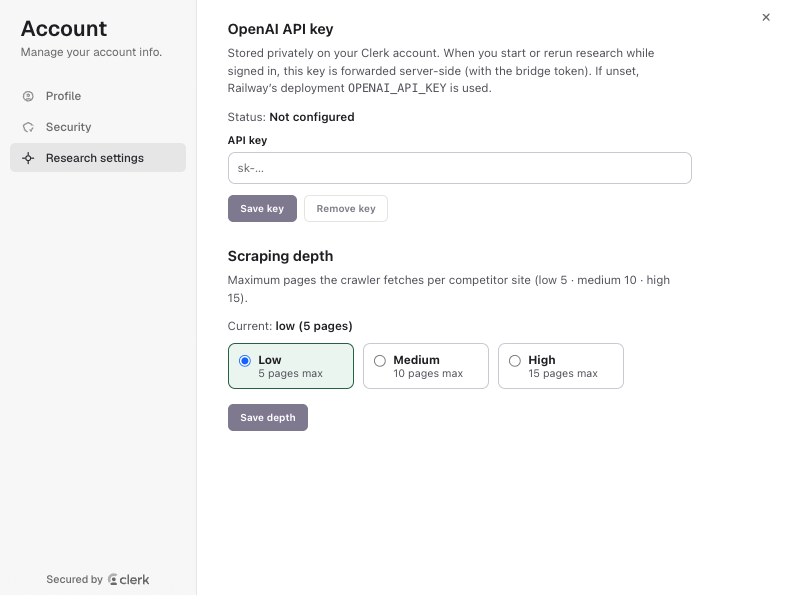 Account
Manage your account info.
Profile
Security
Research settings
Secured by clerk
×
OpenAI API key
Stored privately on your Clerk account. When you start or rerun research while
signed in, this key is forwarded server-side (with the bridge token). If unset,
Railway's deployment OPENAI_API_KEY is used.
Status: Not configured
API key
sk-...
Save key
Remove key
Scraping depth
Maximum pages the crawler fetches per competitor site (low 5 · medium 10 · high
15).
Current: low (5 pages)
Low
5 pages max
Medium
10 pages max
High
15 pages max
Save depth